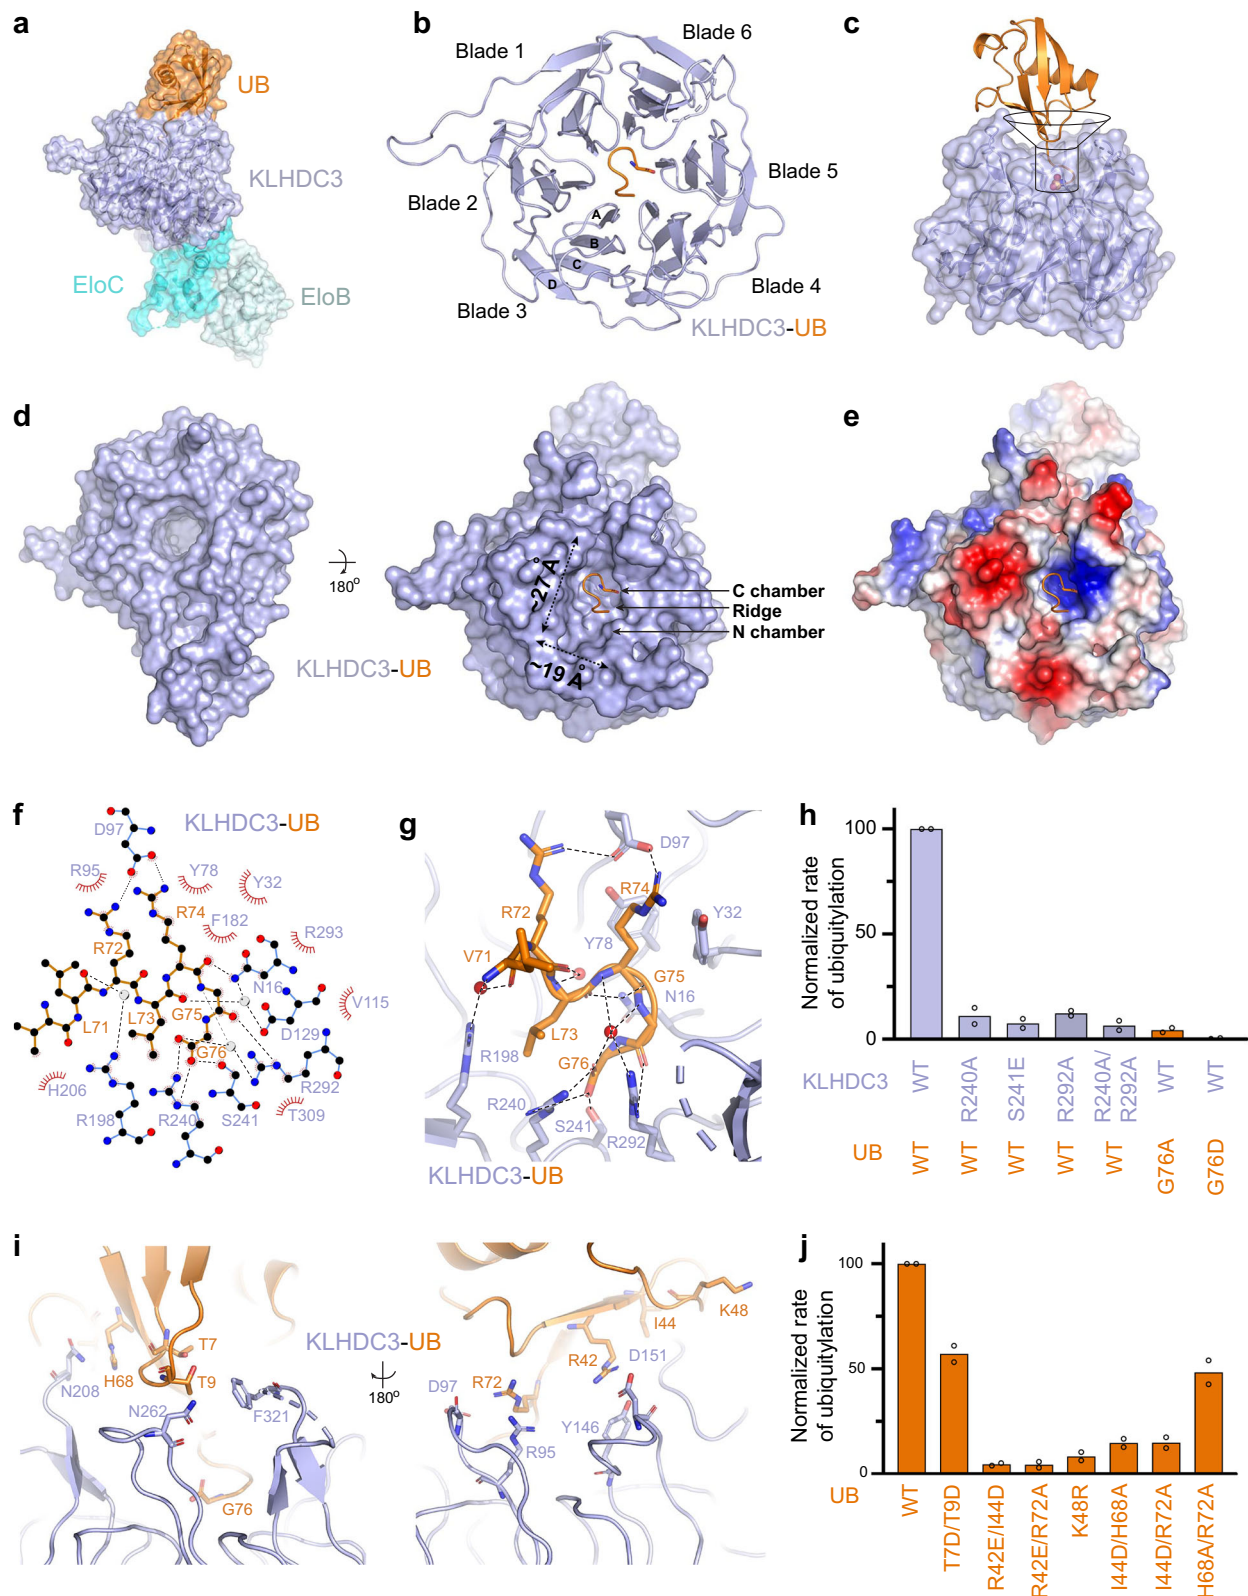 a
UB
KLHDC3
EloC
EloB
b
Blade 1
Blade 6
Blade 5
Blade 2
Blade 4
Blade 3
A
B
C
D
KLHDC3-UB
c
d
180°
KLHDC3-UB
~27 Å
~19 Å
C chamber
Ridge
N chamber
e
f
KLHDC3-UB
D97
R95
Y78
Y32
R74
F182
R293
R72
N16
V115
L71
L73
G75
D129
G76
R292
H206
T309
R198
R240
S241
g
D97
R74
R72
Y32
Y78
V71
G75
N16
L73
R198
G76
R240
S241
R292
KLHDC3-UB
h
Normalized rate
of ubiquitylation
100
50
0
KLHDC3
WT
R240A
S241E
R292A
R240A/
R292A
WT
WT
UB
WT
WT
WT
WT
WT
G76A
G76D
i
T7
H68
T9
N208
N262
F321
G76
KLHDC3-UB
180°
K48
I44
R42
D151
R72
D97
Y146
R95
j
Normalized rate
of ubiquitylation
100
50
0
UB
WT
T7D/T9D
R42E/I44D
R42E/R72A
K48R
I44D/H68A
I44D/R72A
H68A/R72A